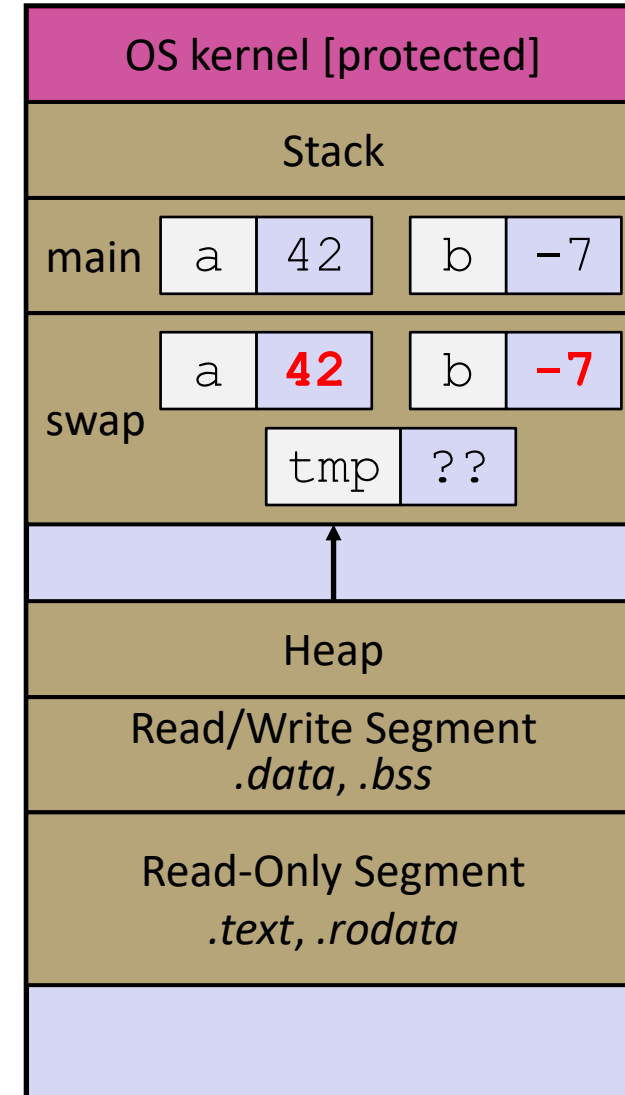 OS kernel [protected]
Stack
main a 42 b -7
a 42 b -7
swap
tmp ??
Heap
Read/Write Segment
.data, .bss
Read-Only Segment
.text, .rodata